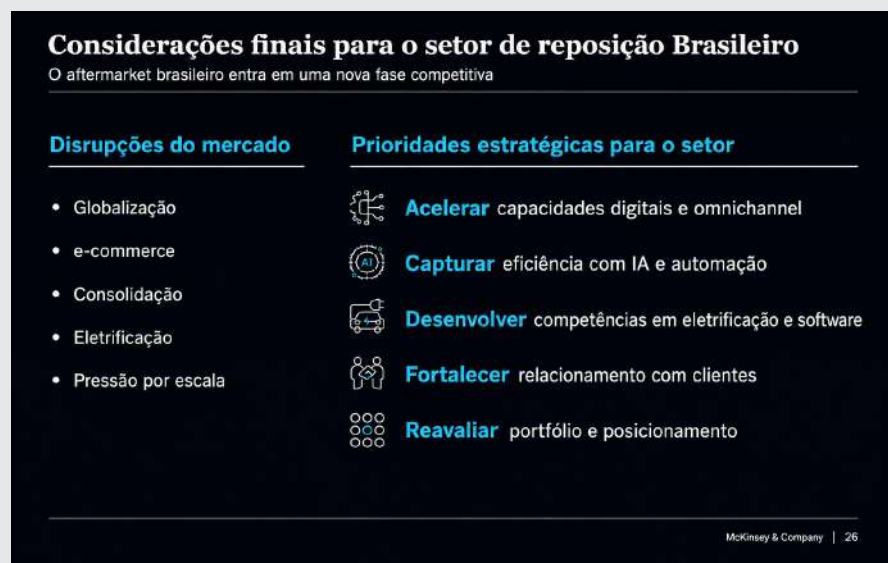 Considerações finais para o setor de reposição Brasileiro
O aftermarket brasileiro entra em uma nova fase competitiva
Disrupções do mercado
• Globalização
• e-commerce
• Consolidação
• Eletrificação
• Pressão por escala
Prioridades estratégicas para o setor
Acelerar capacidades digitais e omnichannel
AI
Capturar eficiência com IA e automação
Desenvolver competências em eletrificação e software
Fortalecer relacionamento com clientes
Reavaliar portfólio e posicionamento
McKinsey & Company | 26